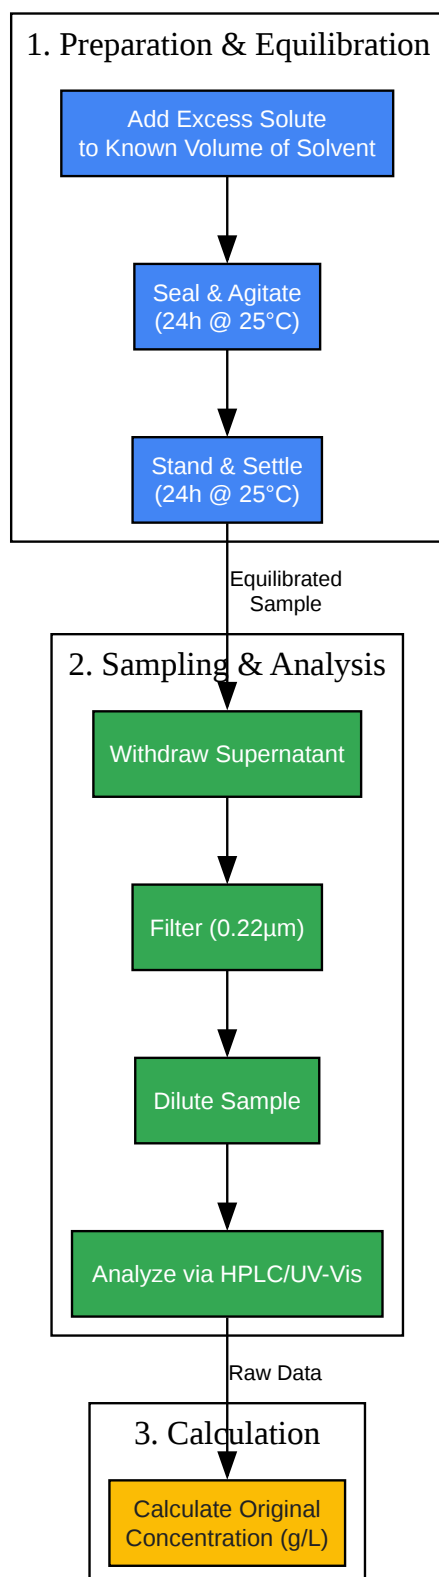 1. Preparation & Equilibration
Add Excess Solute
to Known Volume of Solvent
Seal & Agitate
(24h @ 25°C)
Stand & Settle
(24h @ 25°C)
Equilibrated
Sample
2. Sampling & Analysis
Withdraw Supernatant
Filter (0.22µm)
Dilute Sample
Analyze via HPLC/UV-Vis
Raw Data
3. Calculation
Calculate Original
Concentration (g/L)